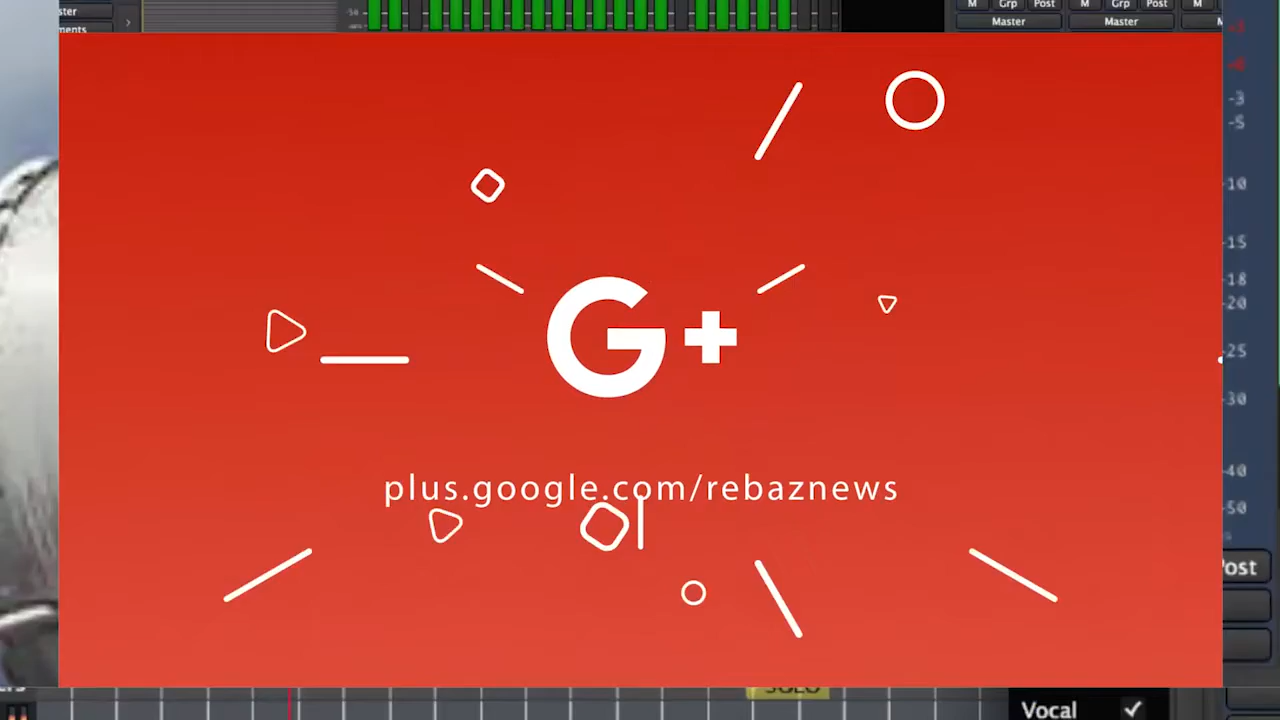 M Grp Post M Grp Post M
Master Master
G+
plus.google.com/rebaznews
-3
-5
-10
-15
-18
-20
-25
-30
-40
-50
SOLO
Vocal ✓